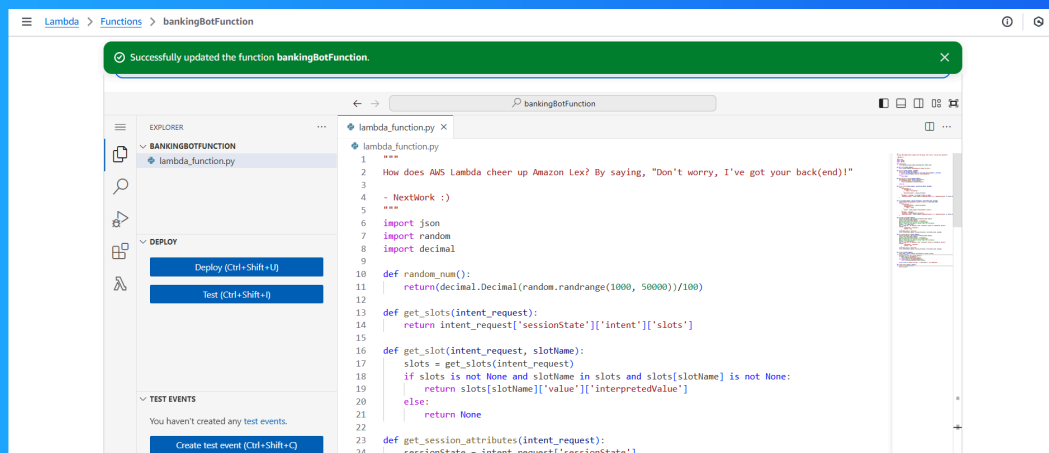 Lambda > Functions > bankingBotFunction
Successfully updated the function bankingBotFunction.
bankingBotFunction
EXPLORER
BANKINGBOTFUNCTION
lambda_function.py
DEPLOY
Deploy (Ctrl+Shift+U)
Test (Ctrl+Shift+I)
TEST EVENTS
You haven't created any test events.
Create test event (Ctrl+Shift+C)
lambda_function.py
lambda_function.py
1 """
2 How does AWS Lambda cheer up Amazon Lex? By saying, "Don't worry, I've got your back(end)!"
3
4 - NextWork :)
5 """
6 import json
7 import random
8 import decimal
9
10 def random_num():
11     return(decimal.Decimal(random.randrange(1000, 50000))/100)
12
13 def get_slots(intent_request):
14     return intent_request['sessionState']['intent']['slots']
15
16 def get_slot(intent_request, slotName):
17     slots = get_slots(intent_request)
18     if slots is not None and slotName in slots and slots[slotName] is not None:
19         return slots[slotName]['value']['interpretedValue']
20     else:
21         return None
22
23 def get_session_attributes(intent_request):
24     sessionState = intent_request['sessionState']